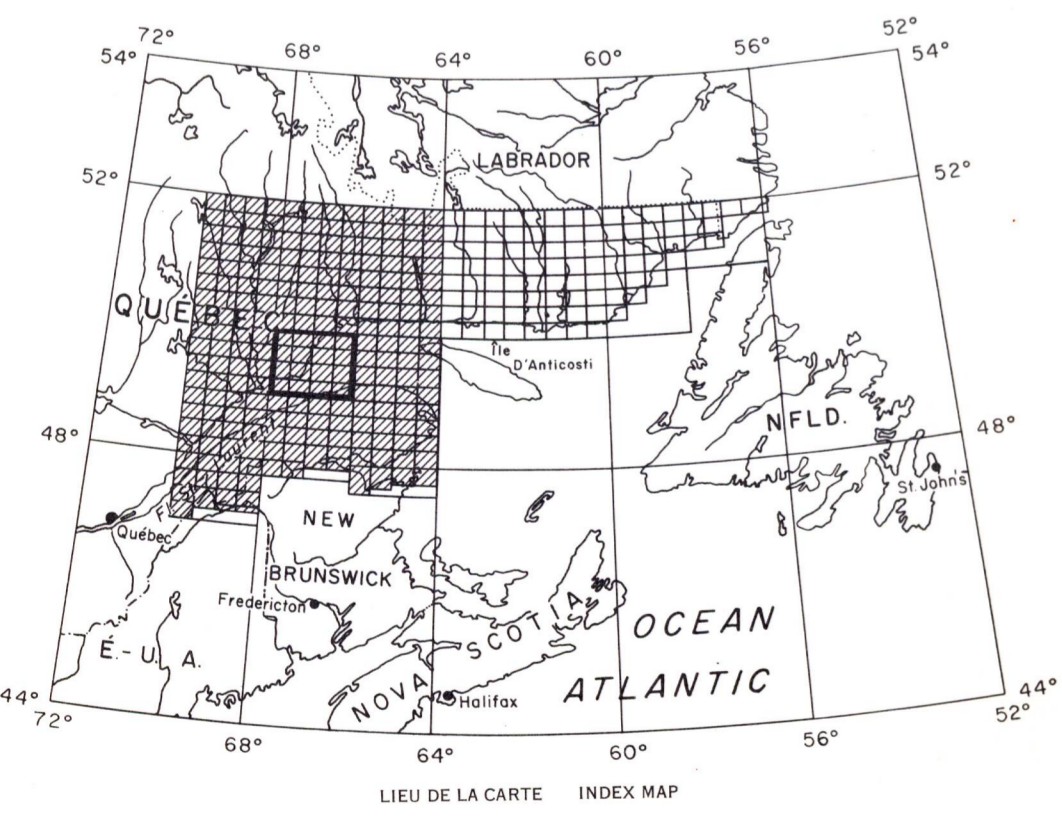 72° 68° 64° 60° 56° 52°
54° 54°
LABRADOR
52° 52°
QUÉBEC
Île
D'Anticosti
NFLD.
48° 48°
St. John's
Laurent
Québec
NEW
BRUNSWICK
Fredericton
É.-U. A.
NOVA SCOTIA
Halifax
OCEAN
ATLANTIC
44° 44°
72° 68° 64° 60° 56° 52°
LIEU DE LA CARTE INDEX MAP